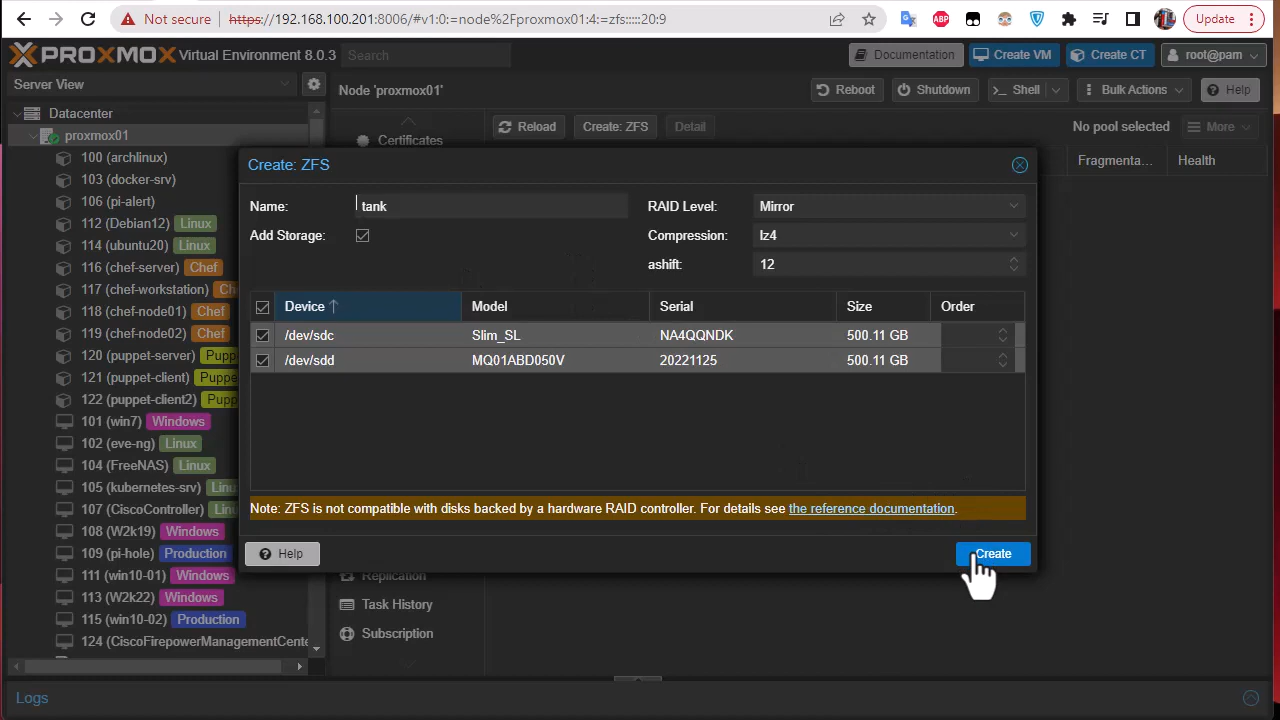 Not secure https://192.168.100.201:8006/#v1:0:=node%2Fproxmox01:4:=zfs:::::20:9 ABP Update
PROXMOX Virtual Environment 8.0.3 Search Documentation Create VM Create CT root@pam
Server View Node 'proxmox01' Reboot Shutdown Shell Bulk Actions Help
Datacenter
proxmox01
100 (archlinux)
103 (docker-srv)
106 (pi-alert)
112 (Debian12) Linux
114 (ubuntu20) Linux
116 (chef-server) Chef
117 (chef-workstation)
118 (chef-node01) Chef
119 (chef-node02) Chef
120 (puppet-server)
121 (puppet-client)
122 (puppet-client2)
101 (win7) Windows
102 (eve-ng) Linux
104 (FreeNAS) Linux
105 (kubernetes-srv)
107 (CiscoController)
108 (W2k19) Windows
109 (pi-hole) Production
111 (win10-01) Windows
113 (W2k22) Windows
115 (win10-02) Production
124 (CiscoFirepowerManagementCente
Certificates
Replication
Task History
Subscription
Reload Create: ZFS Detail No pool selected More
Fragmenta... Health
Create: ZFS
Name: tank RAID Level: Mirror
Add Storage: Compression: lz4
ashift: 12
Device Model Serial Size Order
/dev/sdc Slim_SL NA4QQNDK 500.11 GB
/dev/sdd MQ01ABD050V 20221125 500.11 GB
Note: ZFS is not compatible with disks backed by a hardware RAID controller. For details see the reference documentation.
Help Create
Logs